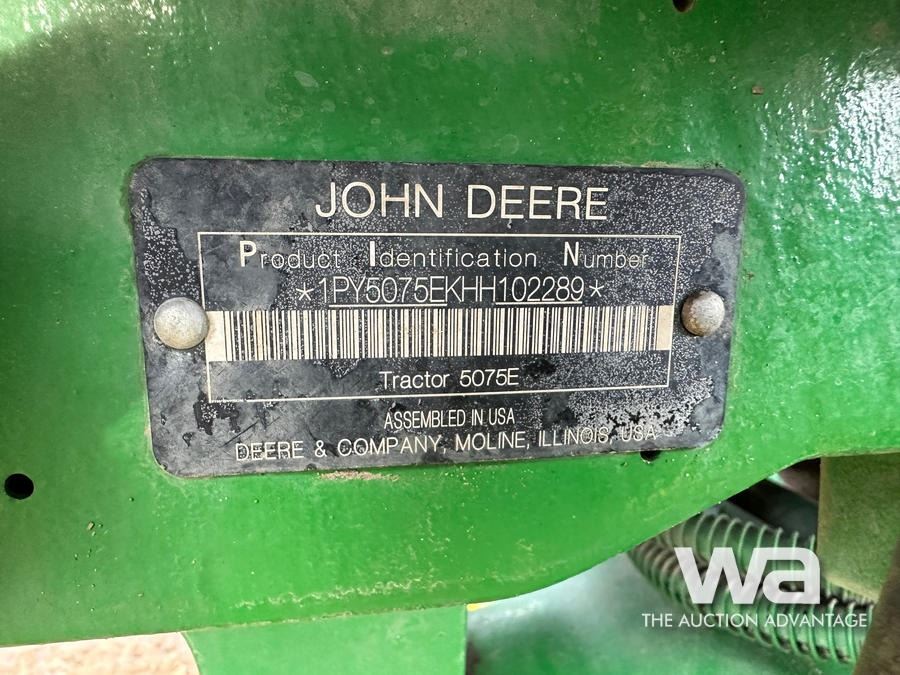 JOHN DEERE
Product Identification Number
*1PY5075EKHH102289*
Tractor 5075E
ASSEMBLED IN USA
DEERE & COMPANY, MOLINE, ILLINOIS, USA
wa
THE AUCTION ADVANTAGE